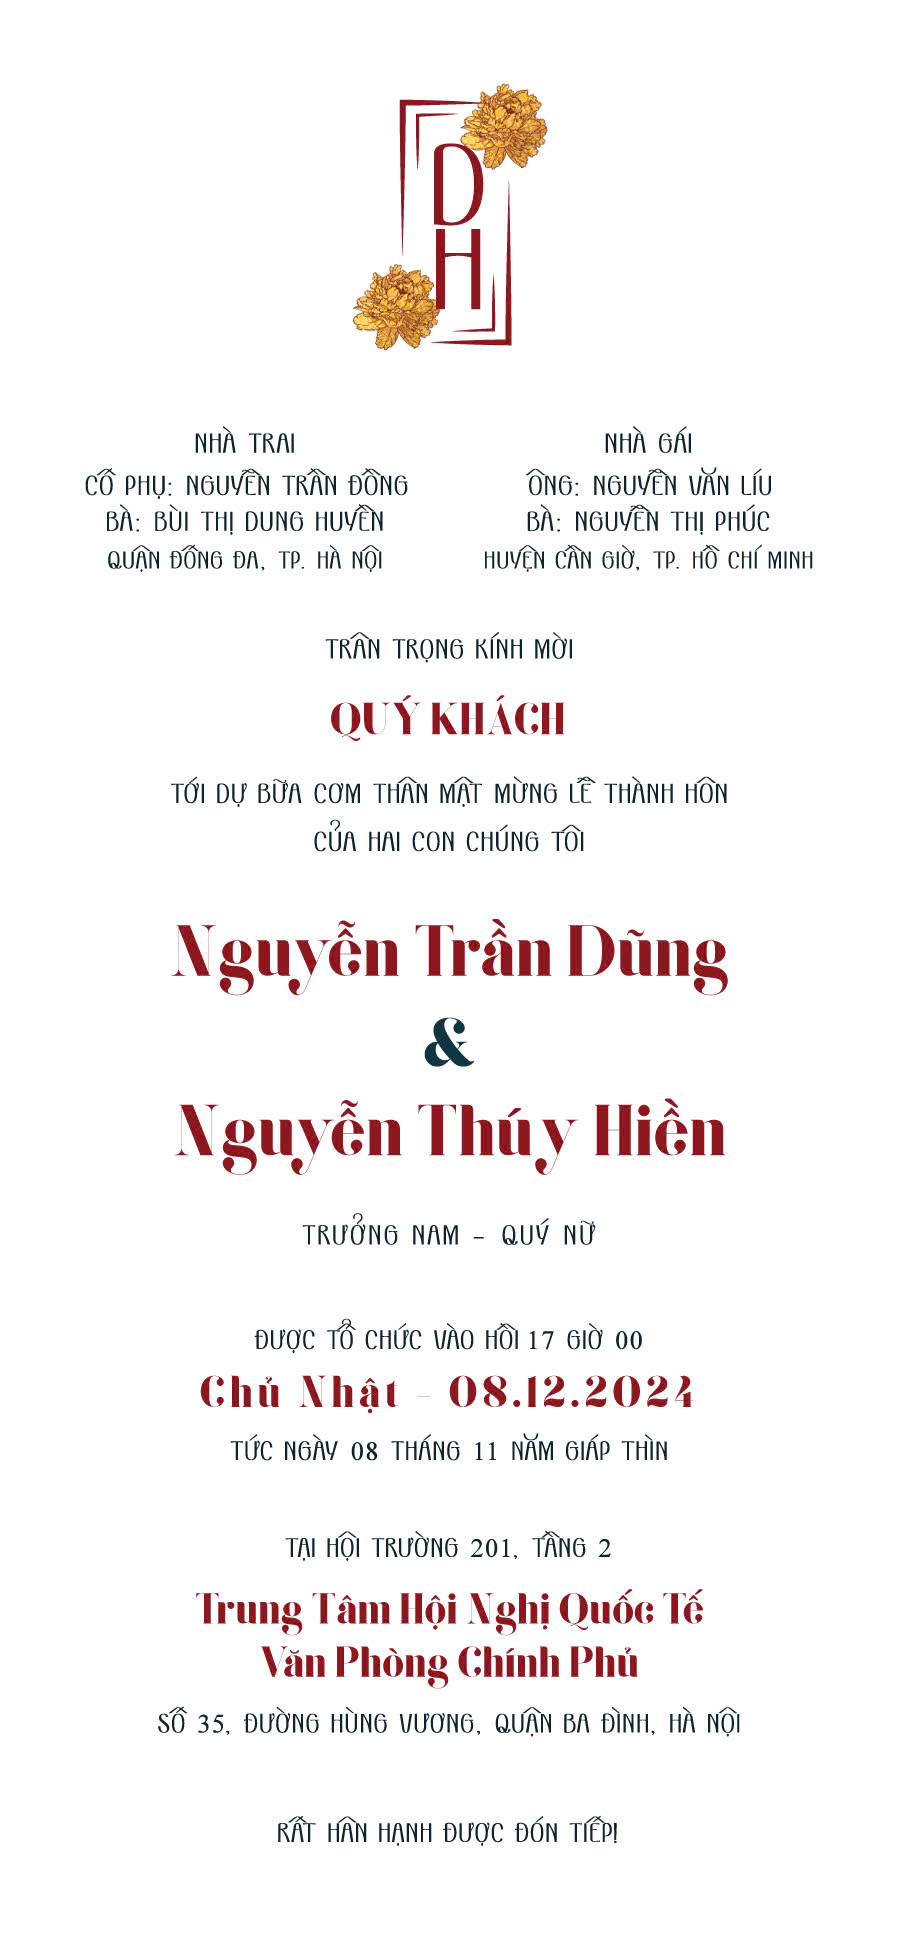 D
H
NHÀ TRAI
CỐ PHỤ: NGUYỄN TRẦN ĐỒNG
BÀ: BÙI THỊ DUNG HUYỀN
QUẬN ĐỐNG ĐA, TP. HÀ NỘI
NHÀ GÁI
ÔNG: NGUYỄN VĂN LÍU
BÀ: NGUYỄN THỊ PHÚC
HUYỆN CẦN GIỜ, TP. HỒ CHÍ MINH
TRÂN TRỌNG KÍNH MỜI
QUÝ KHÁCH
TỚI DỰ BỮA CƠM THÂN MẬT MỪNG LỄ THÀNH HÔN
CỦA HAI CON CHÚNG TÔI
Nguyễn Trần Dũng
&
Nguyễn Thúy Hiền
TRƯỞNG NAM – QUÝ NỮ
ĐƯỢC TỔ CHỨC VÀO HỒI 17 GIỜ 00
Chủ Nhật – 08.12.2024
TỨC NGÀY 08 THÁNG 11 NĂM GIÁP THÌN
TẠI HỘI TRƯỜNG 201, TẦNG 2
Trung Tâm Hội Nghị Quốc Tế
Văn Phòng Chính Phủ
SỐ 35, ĐƯỜNG HÙNG VƯƠNG, QUẬN BA ĐÌNH, HÀ NỘI
RẤT HÂN HẠNH ĐƯỢC ĐÓN TIẾP!